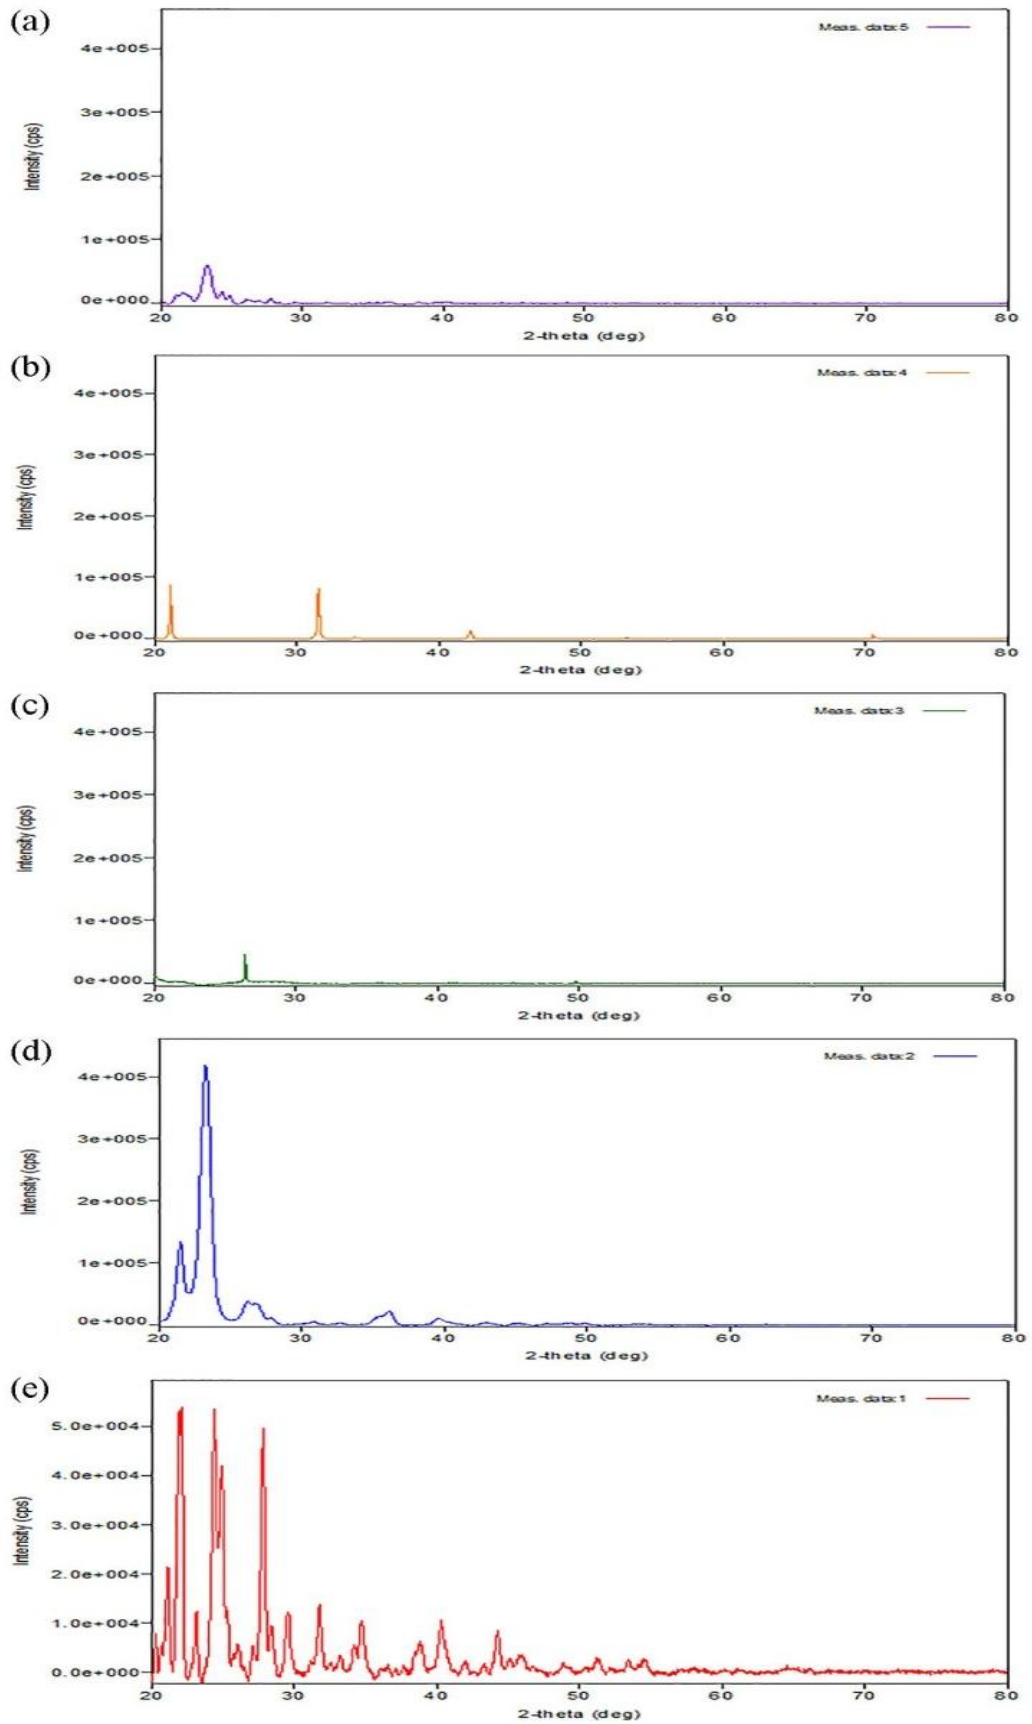 (a)
Meas. data:5
4e+005
3e+005
2e+005
1e+005
0e+000
Intensity (cps)
20 30 40 50 60 70 80
2-theta (deg)
(b)
Meas. data:4
4e+005
3e+005
2e+005
1e+005
0e+000
Intensity (cps)
20 30 40 50 60 70 80
2-theta (deg)
(c)
Meas. data:3
4e+005
3e+005
2e+005
1e+005
0e+000
Intensity (cps)
20 30 40 50 60 70 80
2-theta (deg)
(d)
Meas. data:2
4e+005
3e+005
2e+005
1e+005
0e+000
Intensity (cps)
20 30 40 50 60 70 80
2-theta (deg)
(e)
Meas. data:1
5.0e+004
4.0e+004
3.0e+004
2.0e+004
1.0e+004
0.0e+000
Intensity (cps)
20 30 40 50 60 70 80
2-theta (deg)